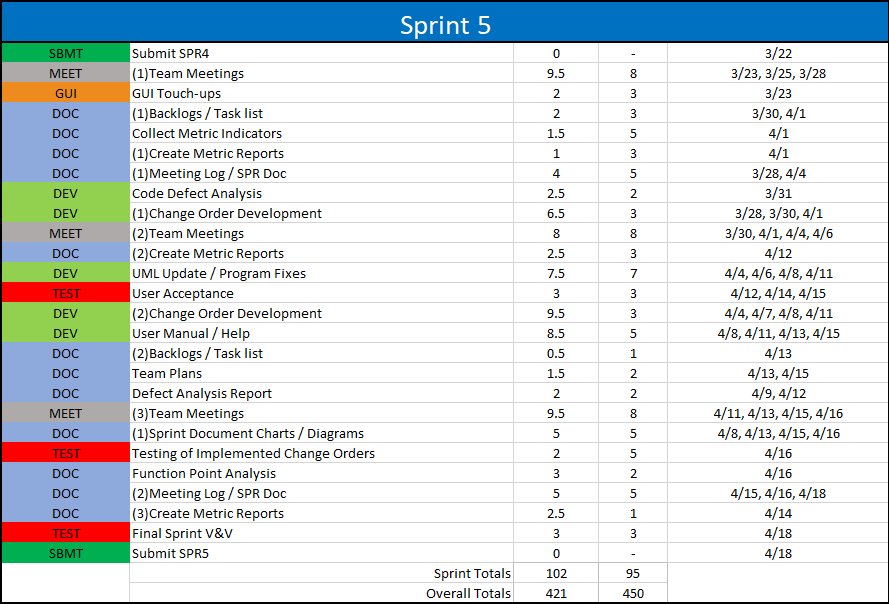 Sprint 5
SBMT Submit SPR4 0 - 3/22
MEET (1)Team Meetings 9.5 8 3/23, 3/25, 3/28
GUI GUI Touch-ups 2 3 3/23
DOC (1)Backlogs / Task list 2 3 3/30, 4/1
DOC Collect Metric Indicators 1.5 5 4/1
DOC (1)Create Metric Reports 1 3 4/1
DOC (1)Meeting Log / SPR Doc 4 5 3/28, 4/4
DEV Code Defect Analysis 2.5 2 3/31
DEV (1)Change Order Development 6.5 3 3/28, 3/30, 4/1
MEET (2)Team Meetings 8 8 3/30, 4/1, 4/4, 4/6
DOC (2)Create Metric Reports 2.5 3 4/12
DEV UML Update / Program Fixes 7.5 7 4/4, 4/6, 4/8, 4/11
TEST User Acceptance 3 3 4/12, 4/14, 4/15
DEV (2)Change Order Development 9.5 3 4/4, 4/7, 4/8, 4/11
DEV User Manual / Help 8.5 5 4/8, 4/11, 4/13, 4/15
DOC (2)Backlogs / Task list 0.5 1 4/13
DOC Team Plans 1.5 2 4/13, 4/15
DOC Defect Analysis Report 2 2 4/9, 4/12
MEET (3)Team Meetings 9.5 8 4/11, 4/13, 4/15, 4/16
DOC (1)Sprint Document Charts / Diagrams 5 5 4/8, 4/13, 4/15, 4/16
TEST Testing of Implemented Change Orders 2 5 4/16
DOC Function Point Analysis 3 2 4/16
DOC (2)Meeting Log / SPR Doc 5 5 4/15, 4/16, 4/18
DOC (3)Create Metric Reports 2.5 1 4/14
TEST Final Sprint V&V 3 3 4/18
SBMT Submit SPR5 0 - 4/18
Sprint Totals 102 95
Overall Totals 421 450